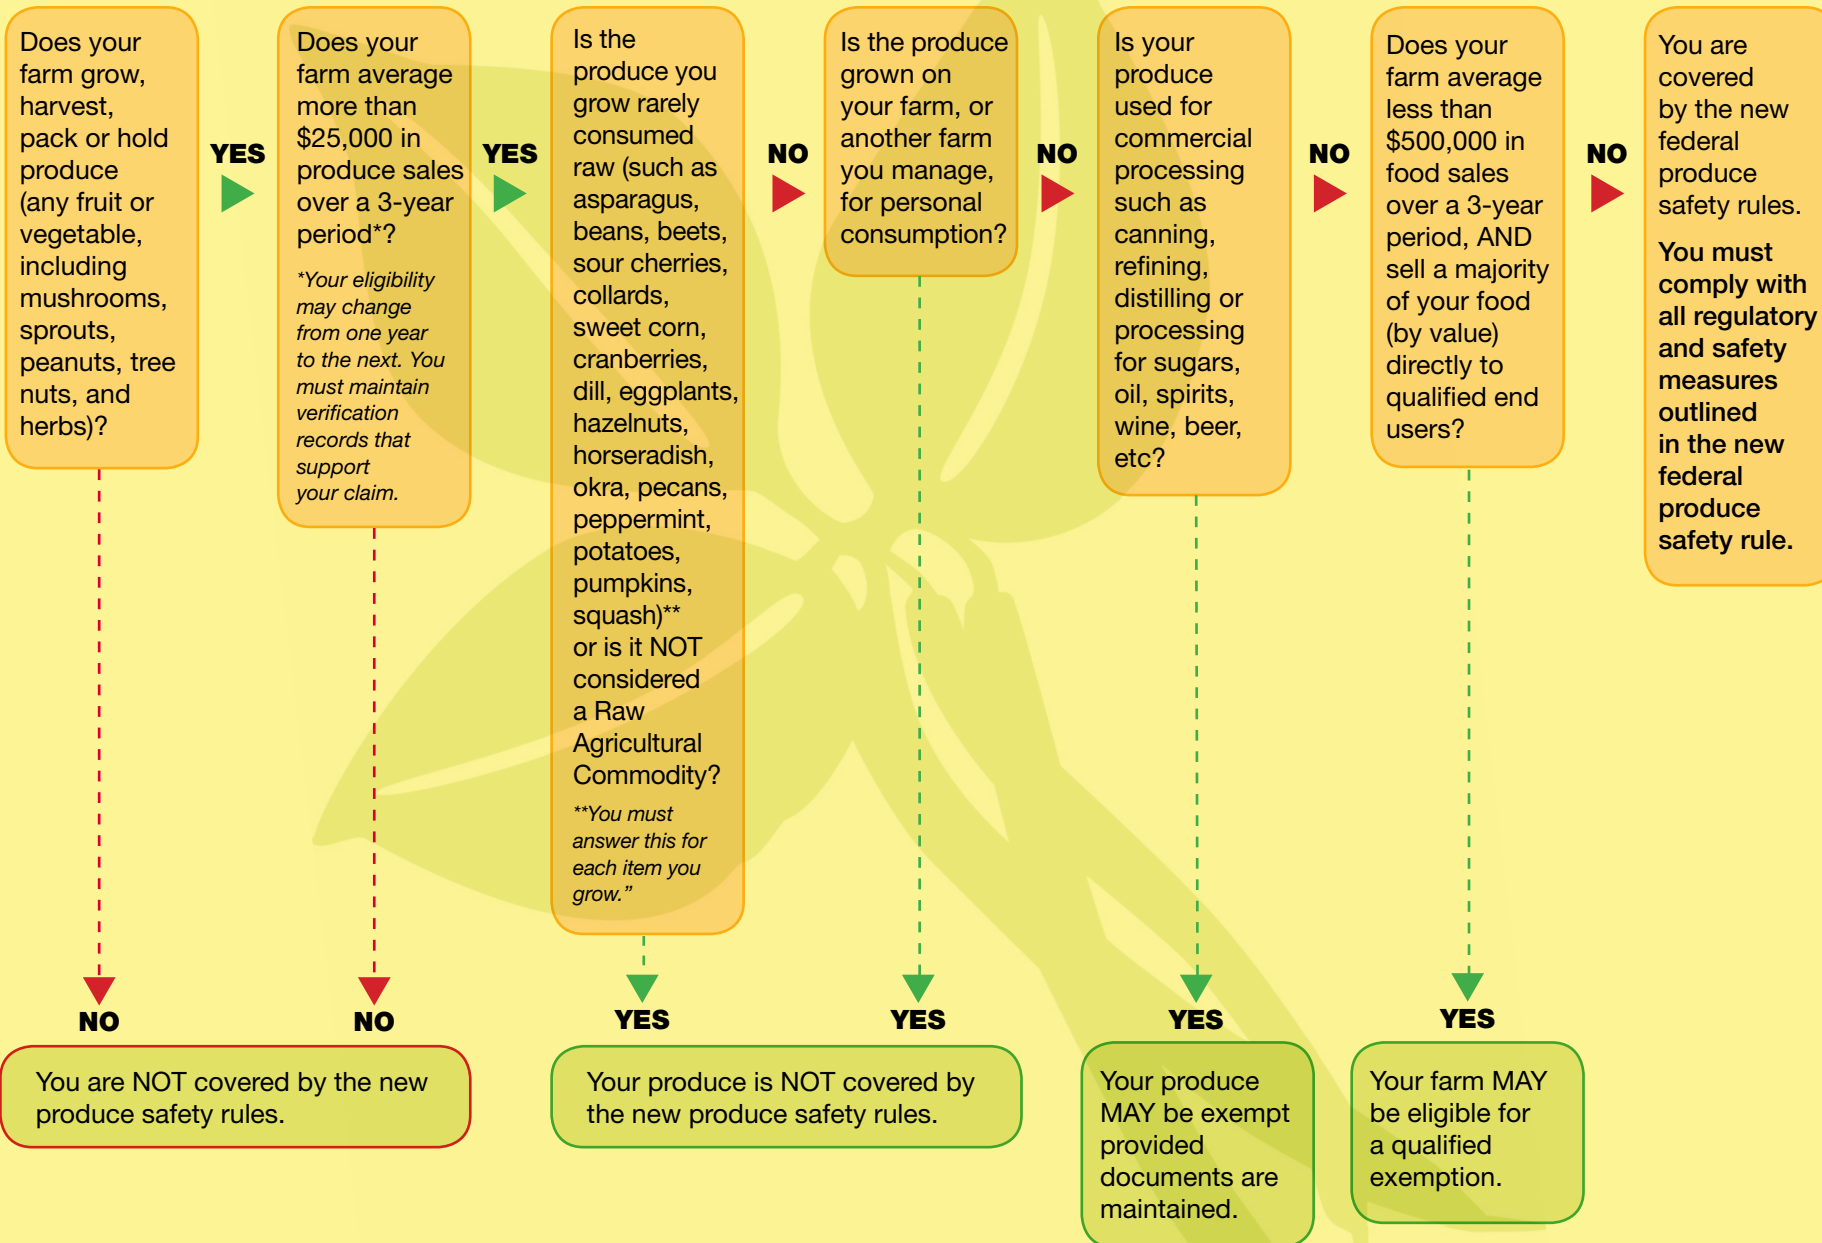 Does your
farm grow,
harvest,
pack or hold
produce
(any fruit or
vegetable,
including
mushrooms,
sprouts,
peanuts, tree
nuts, and
herbs)?
YES
Does your
farm average
more than
$25,000 in
produce sales
over a 3-year
period*?
*Your eligibility
may change
from one year
to the next. You
must maintain
verification
records that
support
your claim.
YES
Is the
produce you
grow rarely
consumed
raw (such as
asparagus,
beans, beets,
sour cherries,
collards,
sweet corn,
cranberries,
dill, eggplants,
hazelnuts,
horseradish,
okra, pecans,
peppermint,
potatoes,
pumpkins,
squash)**
or is it NOT
considered
a Raw
Agricultural
Commodity?
**You must
answer this for
each item you
grow.”
NO
Is the produce
grown on
your farm, or
another farm
you manage,
for personal
consumption?
NO
Is your
produce
used for
commercial
processing
such as
canning,
refining,
distilling or
processing
for sugars,
oil, spirits,
wine, beer,
etc?
NO
Does your
farm average
less than
$500,000 in
food sales
over a 3-year
period, AND
sell a majority
of your food
(by value)
directly to
qualified end
users?
NO
You are
covered
by the new
federal
produce
safety rules.
You must
comply with
all regulatory
and safety
measures
outlined
in the new
federal
produce
safety rule.
NO
NO
You are NOT covered by the new
produce safety rules.
YES
YES
Your produce is NOT covered by
the new produce safety rules.
YES
Your produce
MAY be exempt
provided
documents are
maintained.
YES
Your farm MAY
be eligible for
a qualified
exemption.